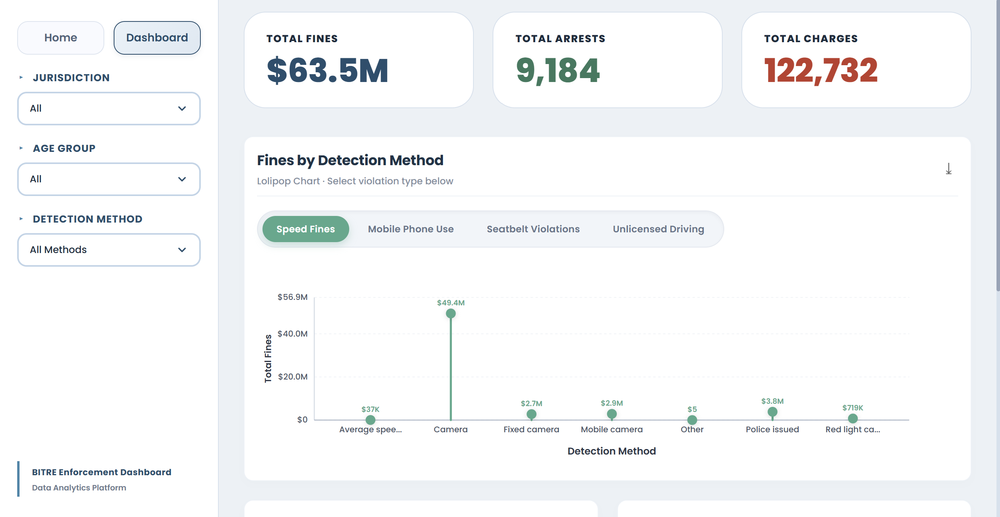 Home
Dashboard
JURISDICTION
All
AGE GROUP
All
DETECTION METHOD
All Methods
BITRE Enforcement Dashboard
Data Analytics Platform
TOTAL FINES
$63.5M
TOTAL ARRESTS
9,184
TOTAL CHARGES
122,732
Fines by Detection Method
Lolipop Chart · Select violation type below
Speed Fines
Mobile Phone Use
Seatbelt Violations
Unlicensed Driving
Total Fines
$56.9M
$40.0M
$20.0M
$0
$37K
$49.4M
$2.7M
$2.9M
$5
$3.8M
$719K
Average spee...
Camera
Fixed camera
Mobile camera
Other
Police issued
Red light ca...
Detection Method